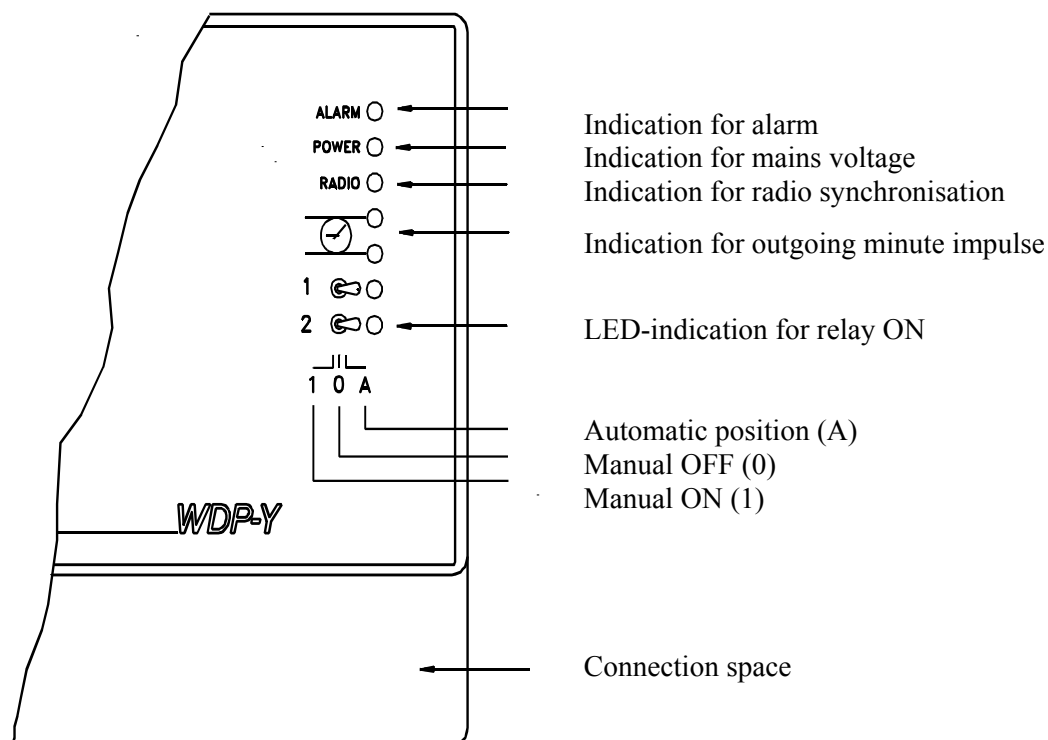 ALARM
Indication for alarm
POWER
Indication for mains voltage
RADIO
Indication for radio synchronisation
Indication for outgoing minute impulse
1
2
LED-indication for relay ON
1 0 A
Automatic position (A)
Manual OFF (0)
Manual ON (1)
WDP-Y
Connection space